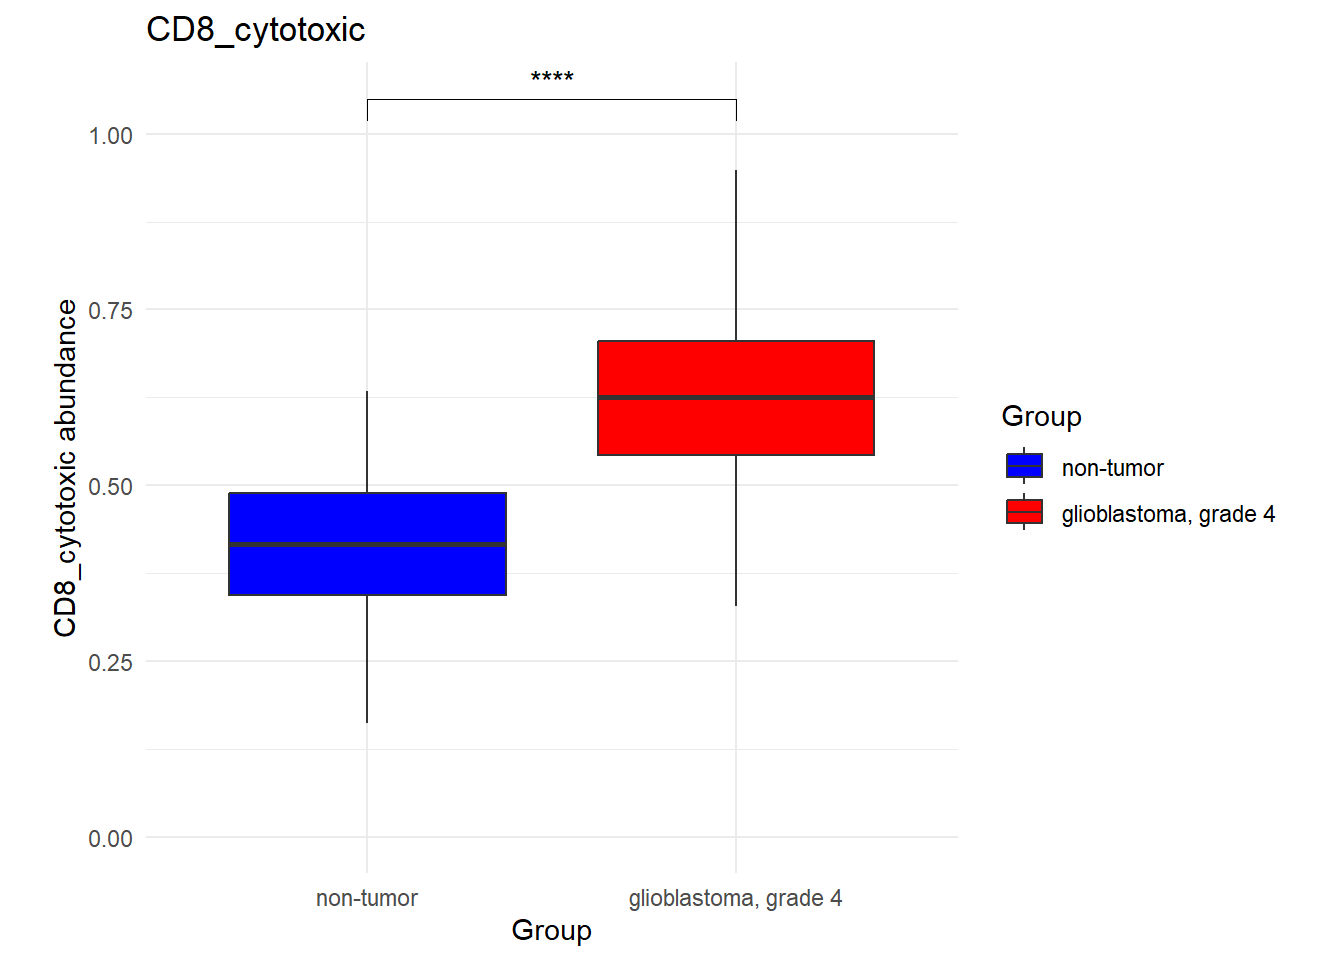 CD8_cytotoxic
****
1.00
0.75
0.50
0.25
0.00
CD8_cytotoxic abundance
non-tumor
glioblastoma, grade 4
Group
Group
non-tumor
glioblastoma, grade 4